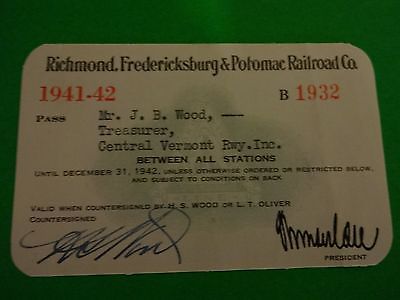 Richmond, Fredericksburg & Potomac Railroad Co.
1941-42 B 1932
PASS Mr. J. B. Wood, ——
Treasurer,
Central Vermont Rwy.Inc.
BETWEEN ALL STATIONS
UNTIL DECEMBER 31, 1942, UNLESS OTHERWISE ORDERED OR RESTRICTED BELOW,
AND SUBJECT TO CONDITIONS ON BACK
VALID WHEN COUNTERSIGNED BY H. S. WOOD OR L. T. OLIVER
COUNTERSIGNED
PRESIDENT